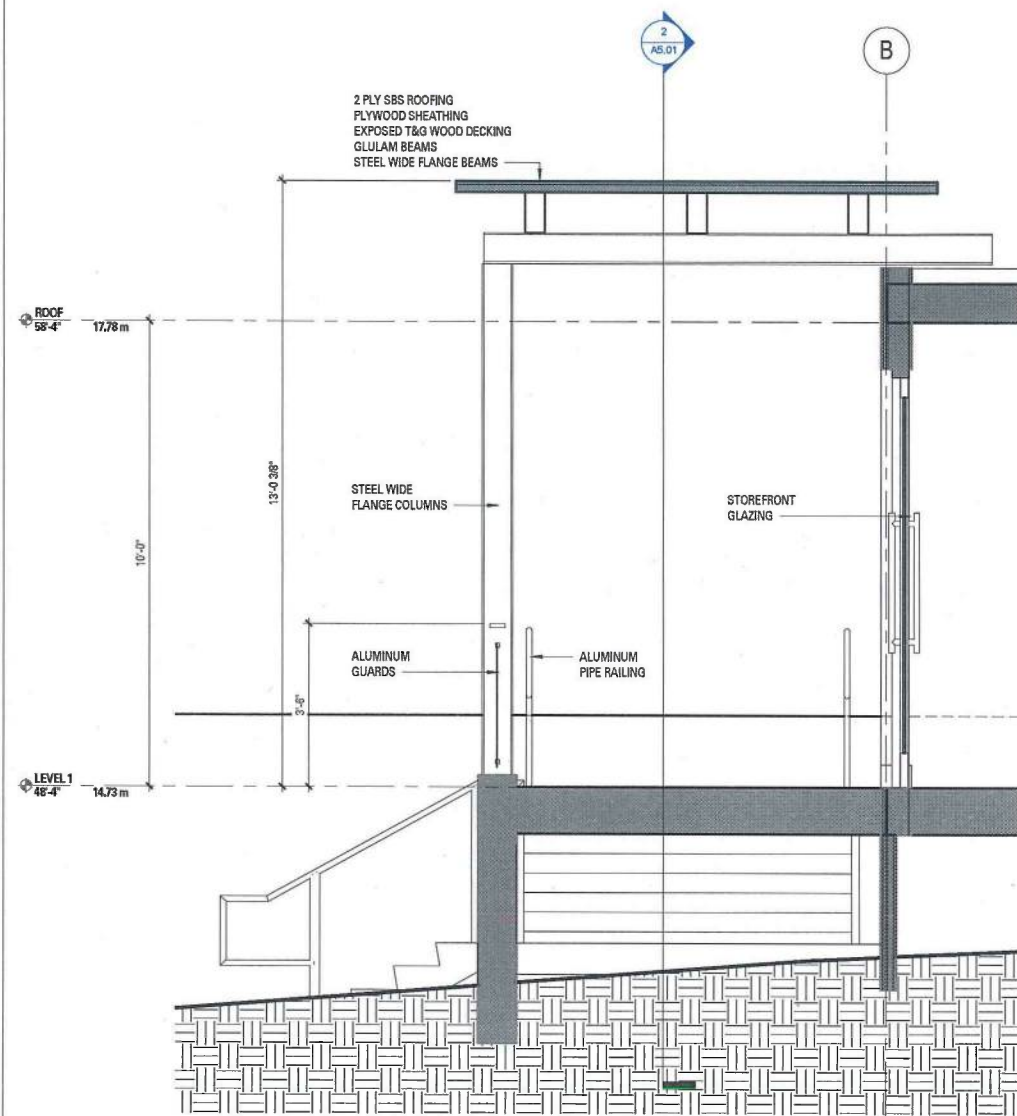 2
A5.01
B
2 PLY SBS ROOFING
PLYWOOD SHEATHING
EXPOSED T&G WOOD DECKING
GLULAM BEAMS
STEEL WIDE FLANGE BEAMS
ROOF
58'-4" 17.78 m
13'-0 3/8"
10'-0"
STEEL WIDE
FLANGE COLUMNS
STOREFRONT
GLAZING
ALUMINUM
GUARDS
ALUMINUM
PIPE RAILING
3'-6"
LEVEL 1
48'-4" 14.73 m